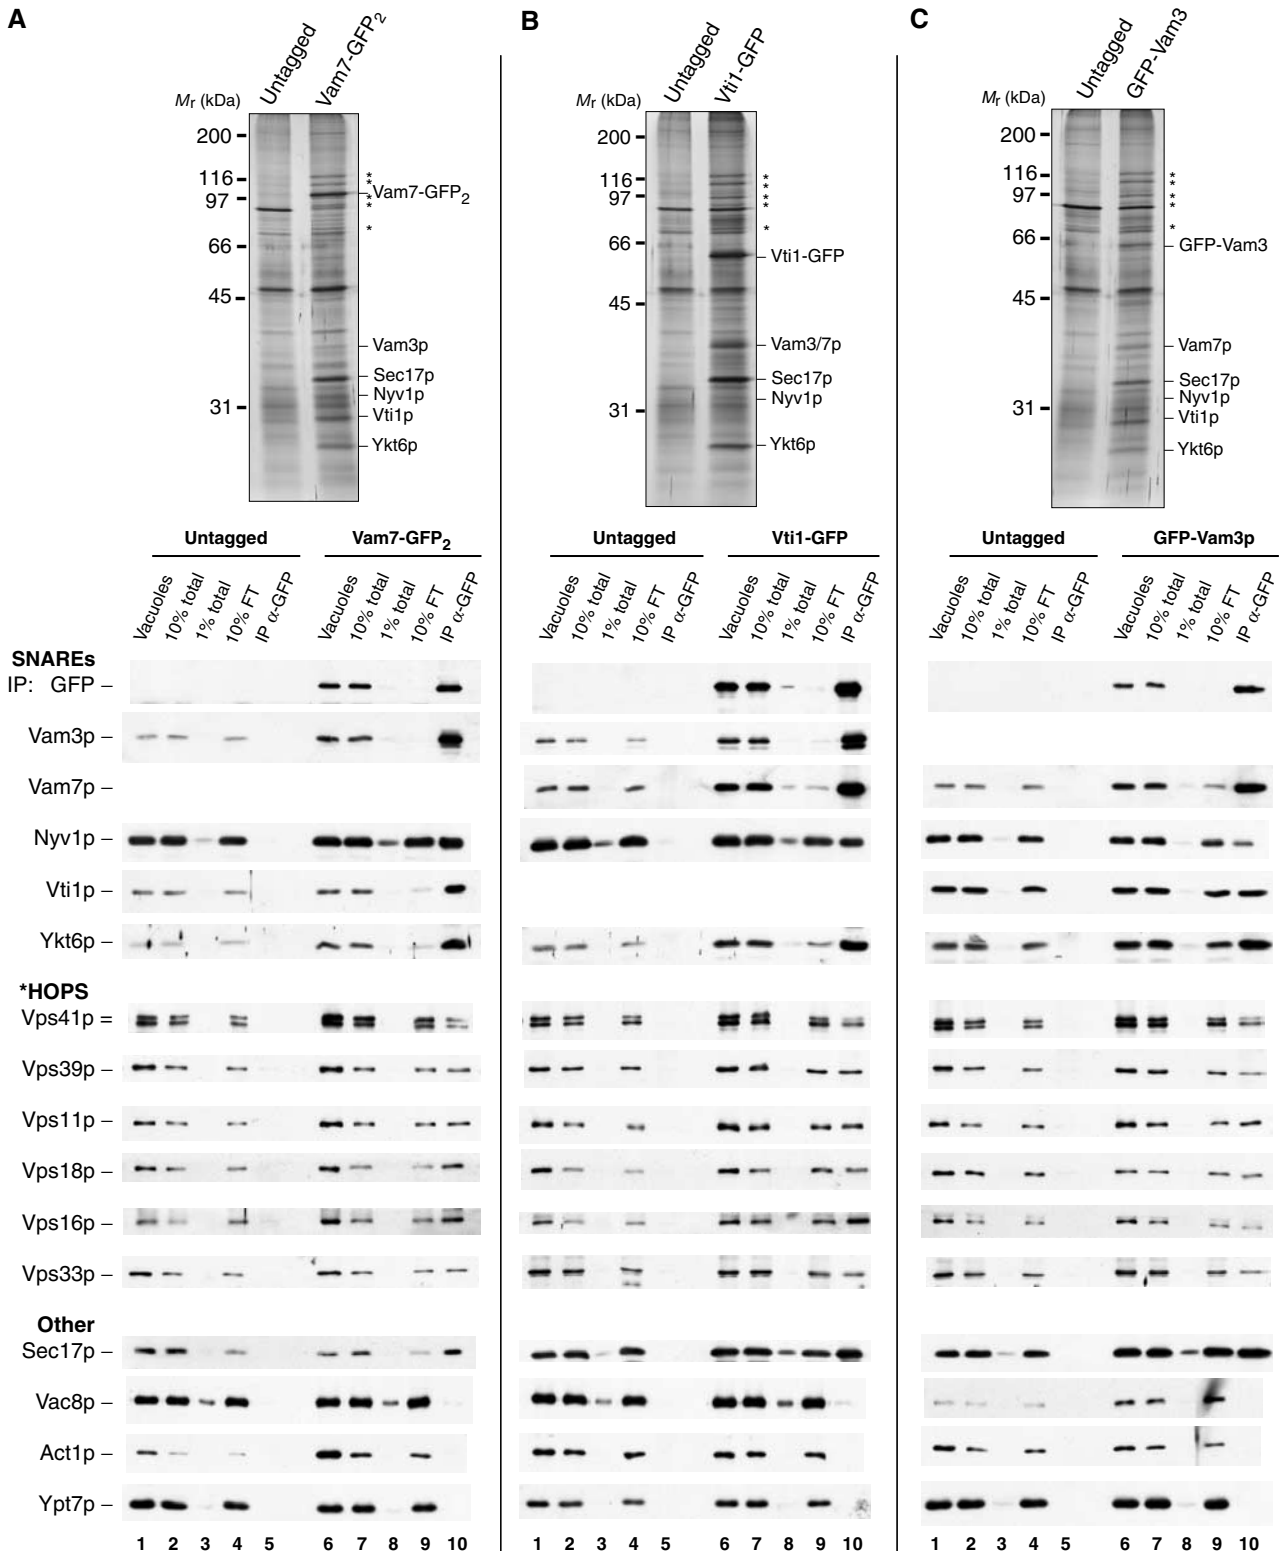 A
Untagged
Vam7-GFP2
Mr (kDa)
200
116
97
66
45
31
*
*
*
*
*
Vam7-GFP2
Vam3p
Sec17p
Nyv1p
Vti1p
Ykt6p
B
Untagged
Vti1-GFP
Mr (kDa)
200
116
97
66
45
31
*
*
*
*
*
Vti1-GFP
Vam3/7p
Sec17p
Nyv1p
Ykt6p
C
Untagged
GFP-Vam3
Mr (kDa)
200
116
97
66
45
31
*
*
*
*
*
GFP-Vam3
Vam7p
Sec17p
Nyv1p
Vti1p
Ykt6p
Untagged Vam7-GFP2 Untagged Vti1-GFP Untagged GFP-Vam3p
Vacuoles 10% total 1% total 10% FT IP α-GFP Vacuoles 10% total 1% total 10% FT IP α-GFP
Vacuoles 10% total 1% total 10% FT IP α-GFP Vacuoles 10% total 1% total 10% FT IP α-GFP
Vacuoles 10% total 1% total 10% FT IP α-GFP Vacuoles 10% total 1% total 10% FT IP α-GFP
SNAREs
IP: GFP –
Vam3p –
Vam7p –
Nyv1p –
Vti1p –
Ykt6p –
*HOPS
Vps41p =
Vps39p –
Vps11p –
Vps18p –
Vps16p –
Vps33p –
Other
Sec17p –
Vac8p –
Act1p –
Ypt7p –
1 2 3 4 5 6 7 8 9 10 1 2 3 4 5 6 7 8 9 10 1 2 3 4 5 6 7 8 9 10